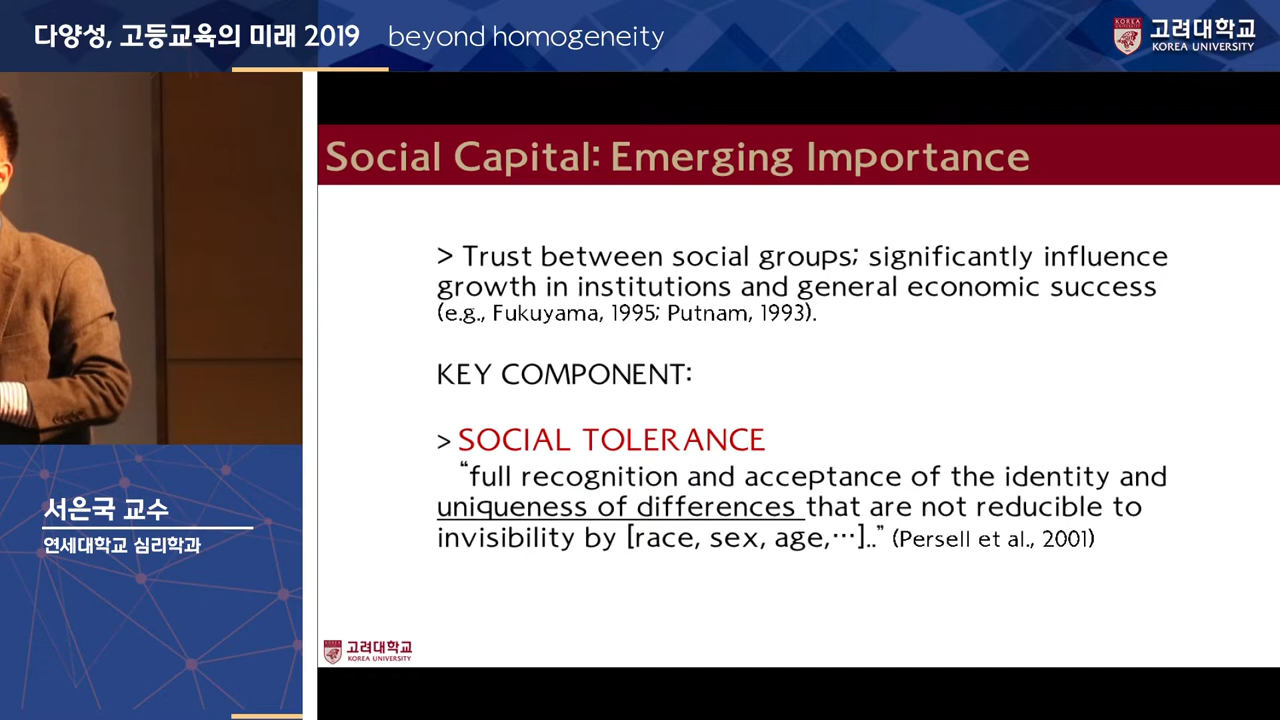 다양성, 고등교육의 미래 2019 beyond homogeneity
KOREA
고려대학교
KOREA UNIVERSITY
Social Capital: Emerging Importance
> Trust between social groups; significantly influence
growth in institutions and general economic success
(e.g., Fukuyama, 1995; Putnam, 1993).
KEY COMPONENT:
> SOCIAL TOLERANCE
“full recognition and acceptance of the identity and
uniqueness of differences that are not reducible to
invisibility by [race, sex, age,…]..” (Persell et al., 2001)
서은국 교수
연세대학교 심리학과
고려대학교
KOREA UNIVERSITY